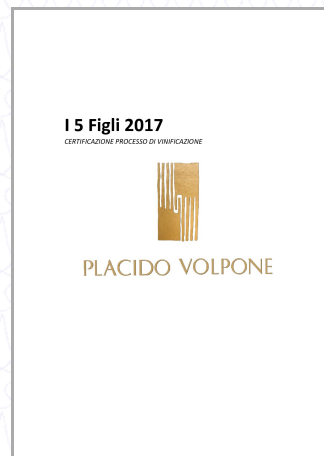 I 5 Figli 2017
CERTIFICAZIONE PROCESSO DI VINIFICAZIONE
PLACIDO VOLPONE